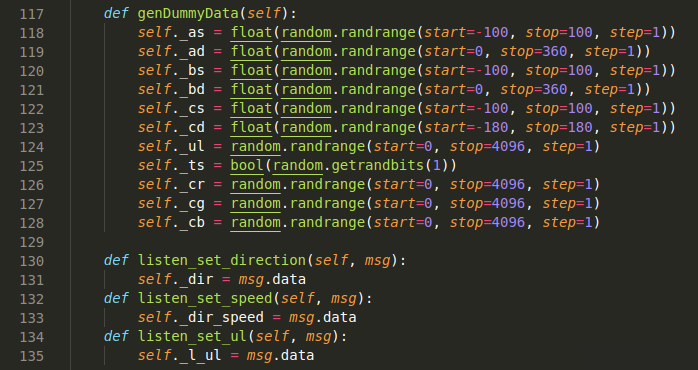 117 def genDummyData(self):
118 self._as = float(random.randrange(start=-100, stop=100, step=1))
119 self._ad = float(random.randrange(start=0, stop=360, step=1))
120 self._bs = float(random.randrange(start=-100, stop=100, step=1))
121 self._bd = float(random.randrange(start=0, stop=360, step=1))
122 self._cs = float(random.randrange(start=-100, stop=100, step=1))
123 self._cd = float(random.randrange(start=-180, stop=180, step=1))
124 self._ul = random.randrange(start=0, stop=4096, step=1)
125 self._ts = bool(random.getrandbits(1))
126 self._cr = random.randrange(start=0, stop=4096, step=1)
127 self._cg = random.randrange(start=0, stop=4096, step=1)
128 self._cb = random.randrange(start=0, stop=4096, step=1)
129
130 def listen_set_direction(self, msg):
131 self._dir = msg.data
132 def listen_set_speed(self, msg):
133 self._dir_speed = msg.data
134 def listen_set_ul(self, msg):
135 self._l_ul = msg.data